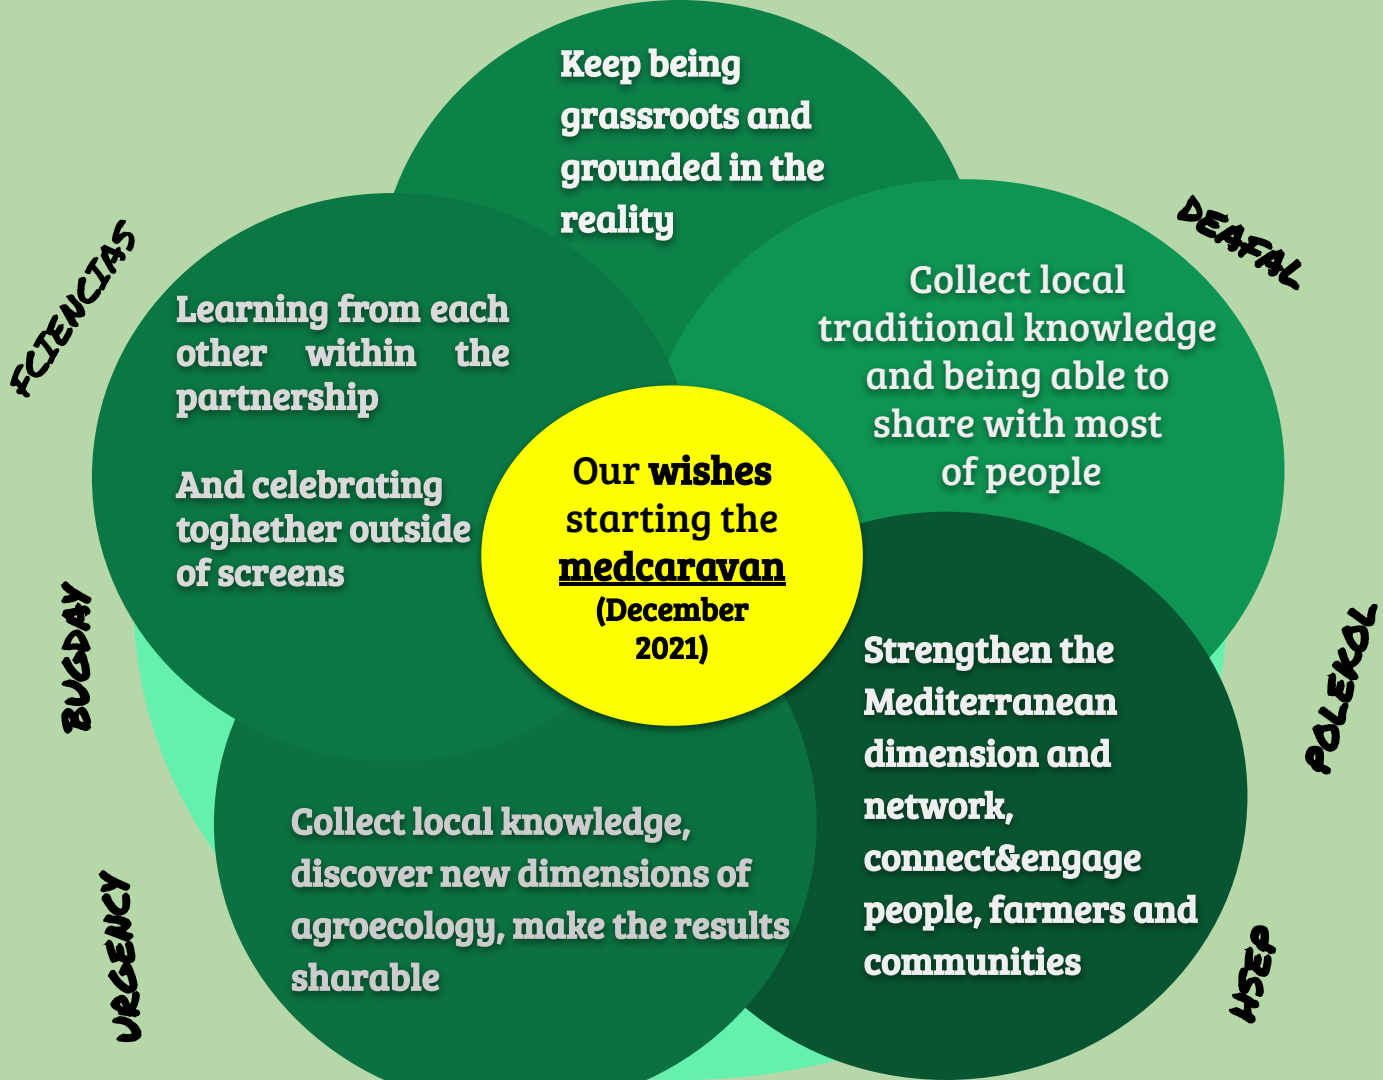 Keep being
grassroots and
grounded in the
reality
DEAFAL
FCIENCIAS
Collect local
traditional knowledge
and being able to
share with most
of people
Learning from each
other within the
partnership
And celebrating
toghether outside
of screens
Our wishes
starting the
medcaravan
(December
2021)
BUGDAY
POLEKOL
Strengthen the
Mediterranean
dimension and
network,
connect&engage
people, farmers and
communities
Collect local knowledge,
discover new dimensions of
agroecology, make the results
sharable
URGENCY
HSEP